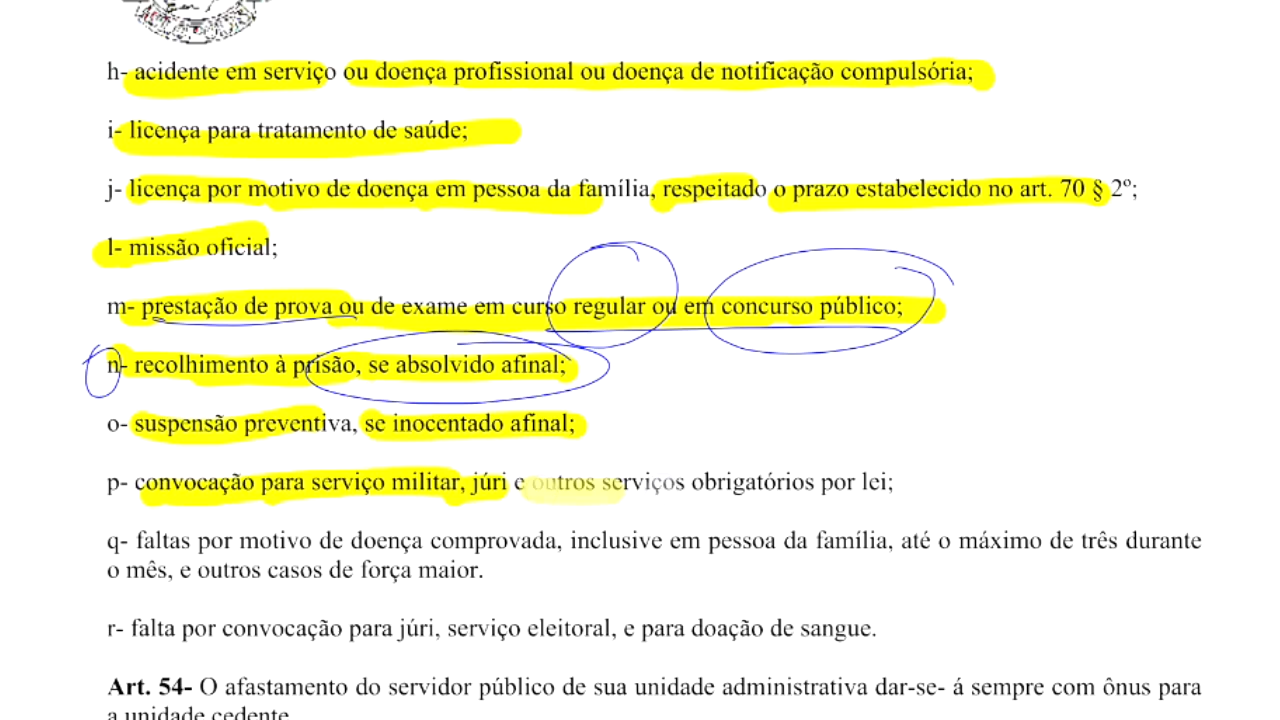 h- acidente em serviço ou doença profissional ou doença de notificação compulsória;
i- licença para tratamento de saúde;
j- licença por motivo de doença em pessoa da família, respeitado o prazo estabelecido no art. 70 § 2º;
l- missão oficial;
m- prestação de prova ou de exame em curso regular ou em concurso público;
n- recolhimento à prisão, se absolvido afinal;
o- suspensão preventiva, se inocentado afinal;
p- convocação para serviço militar, júri e outros serviços obrigatórios por lei;
q- faltas por motivo de doença comprovada, inclusive em pessoa da família, até o máximo de três durante
o mês, e outros casos de força maior.
r- falta por convocação para júri, serviço eleitoral, e para doação de sangue.
Art. 54- O afastamento do servidor público de sua unidade administrativa dar-se- á sempre com ônus para
a unidade cedente